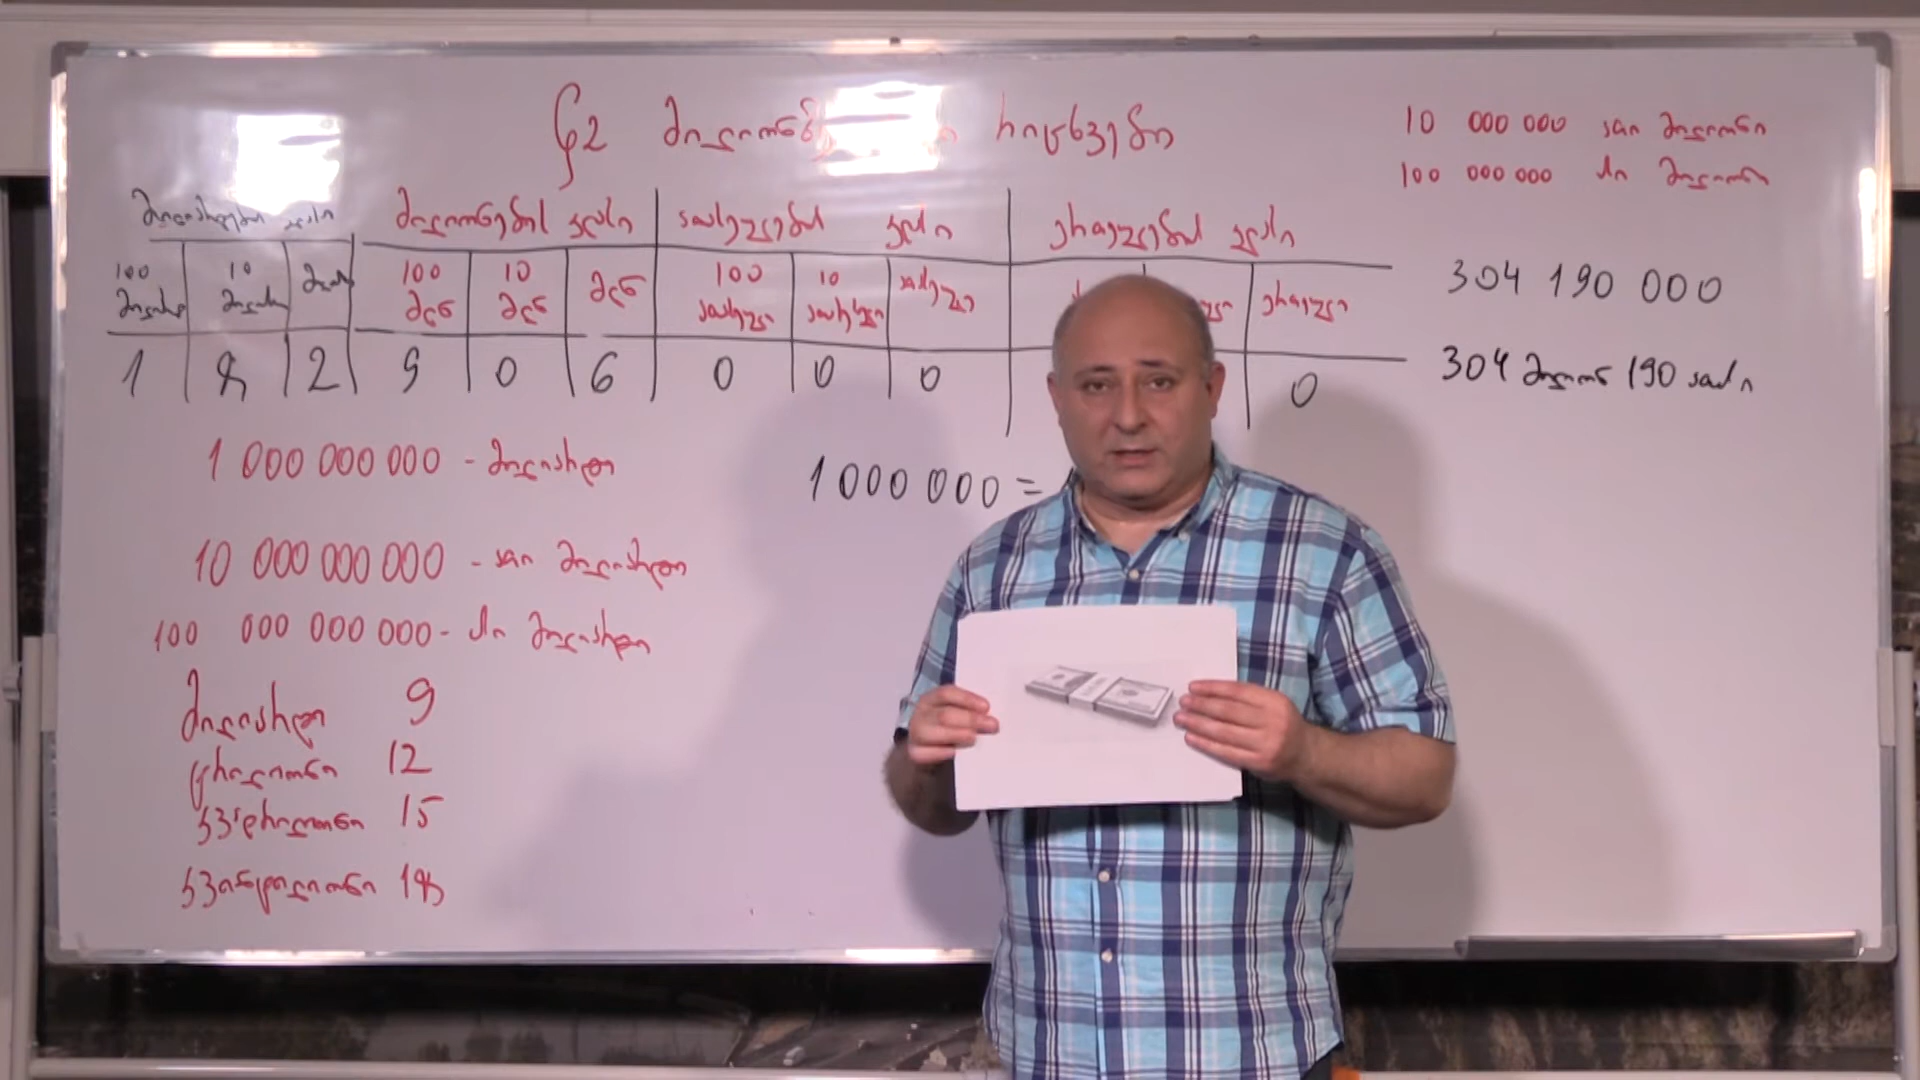 §2 მილიონზე რიცხვები
10 000 000 ათი მილიონი
100 000 000 ასი მილიონი
მილიარდების კლასი მილიონების კლასი ათასეულების კლასი ერთეულების კლასი
100 მილიარდ 10 მილიარდ 100 მლნ 10 მლნ მლნ 100 ათასეული 10 ათასეული ათასეული ერთეული
1 8 2 9 0 6 0 0 0 0
304 190 000
304 მილიონ 190 ათასი
1 000 000 000 - მილიარდი
1 000 000 =
10 000 000 000 - ათი მილიარდი
100 000 000 000 - ასი მილიარდი
მილიარდი 9
ტრილიონი 12
კვადრილიონი 15
კვინტილიონი 18